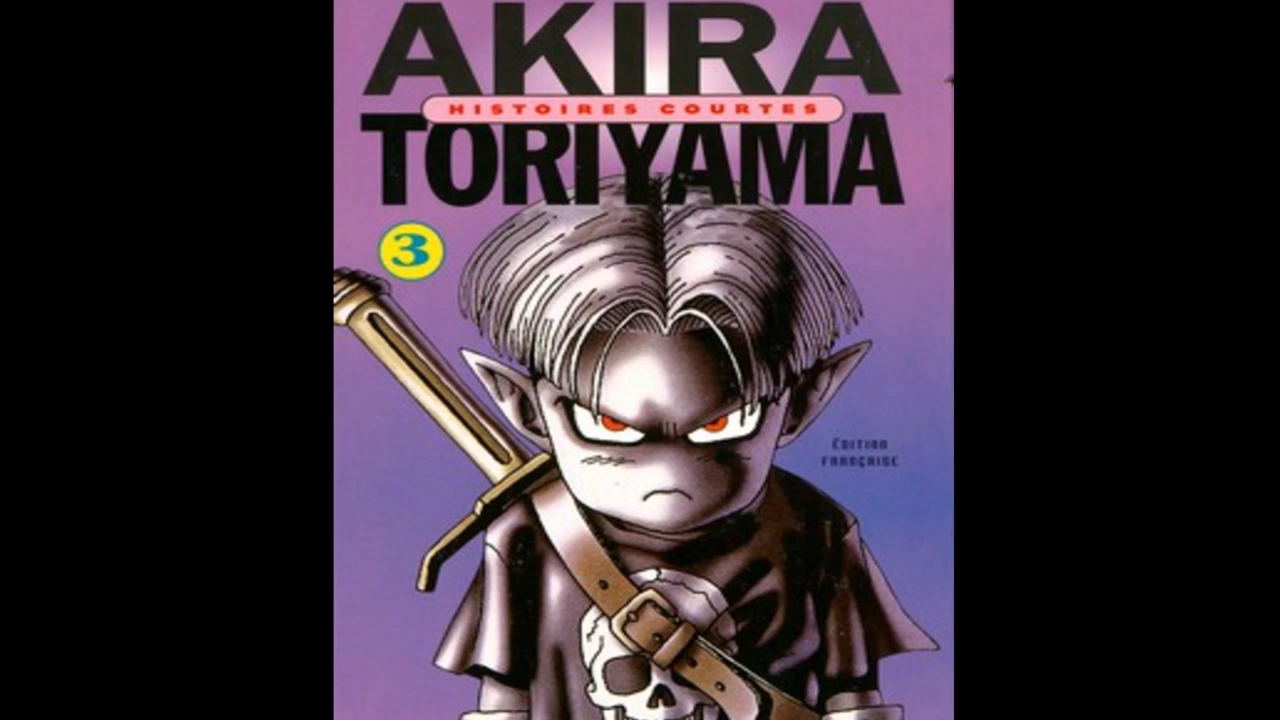 AKIRA
HISTOIRES COURTES
TORIYAMA
3
ÉDITION
FRANÇAISE